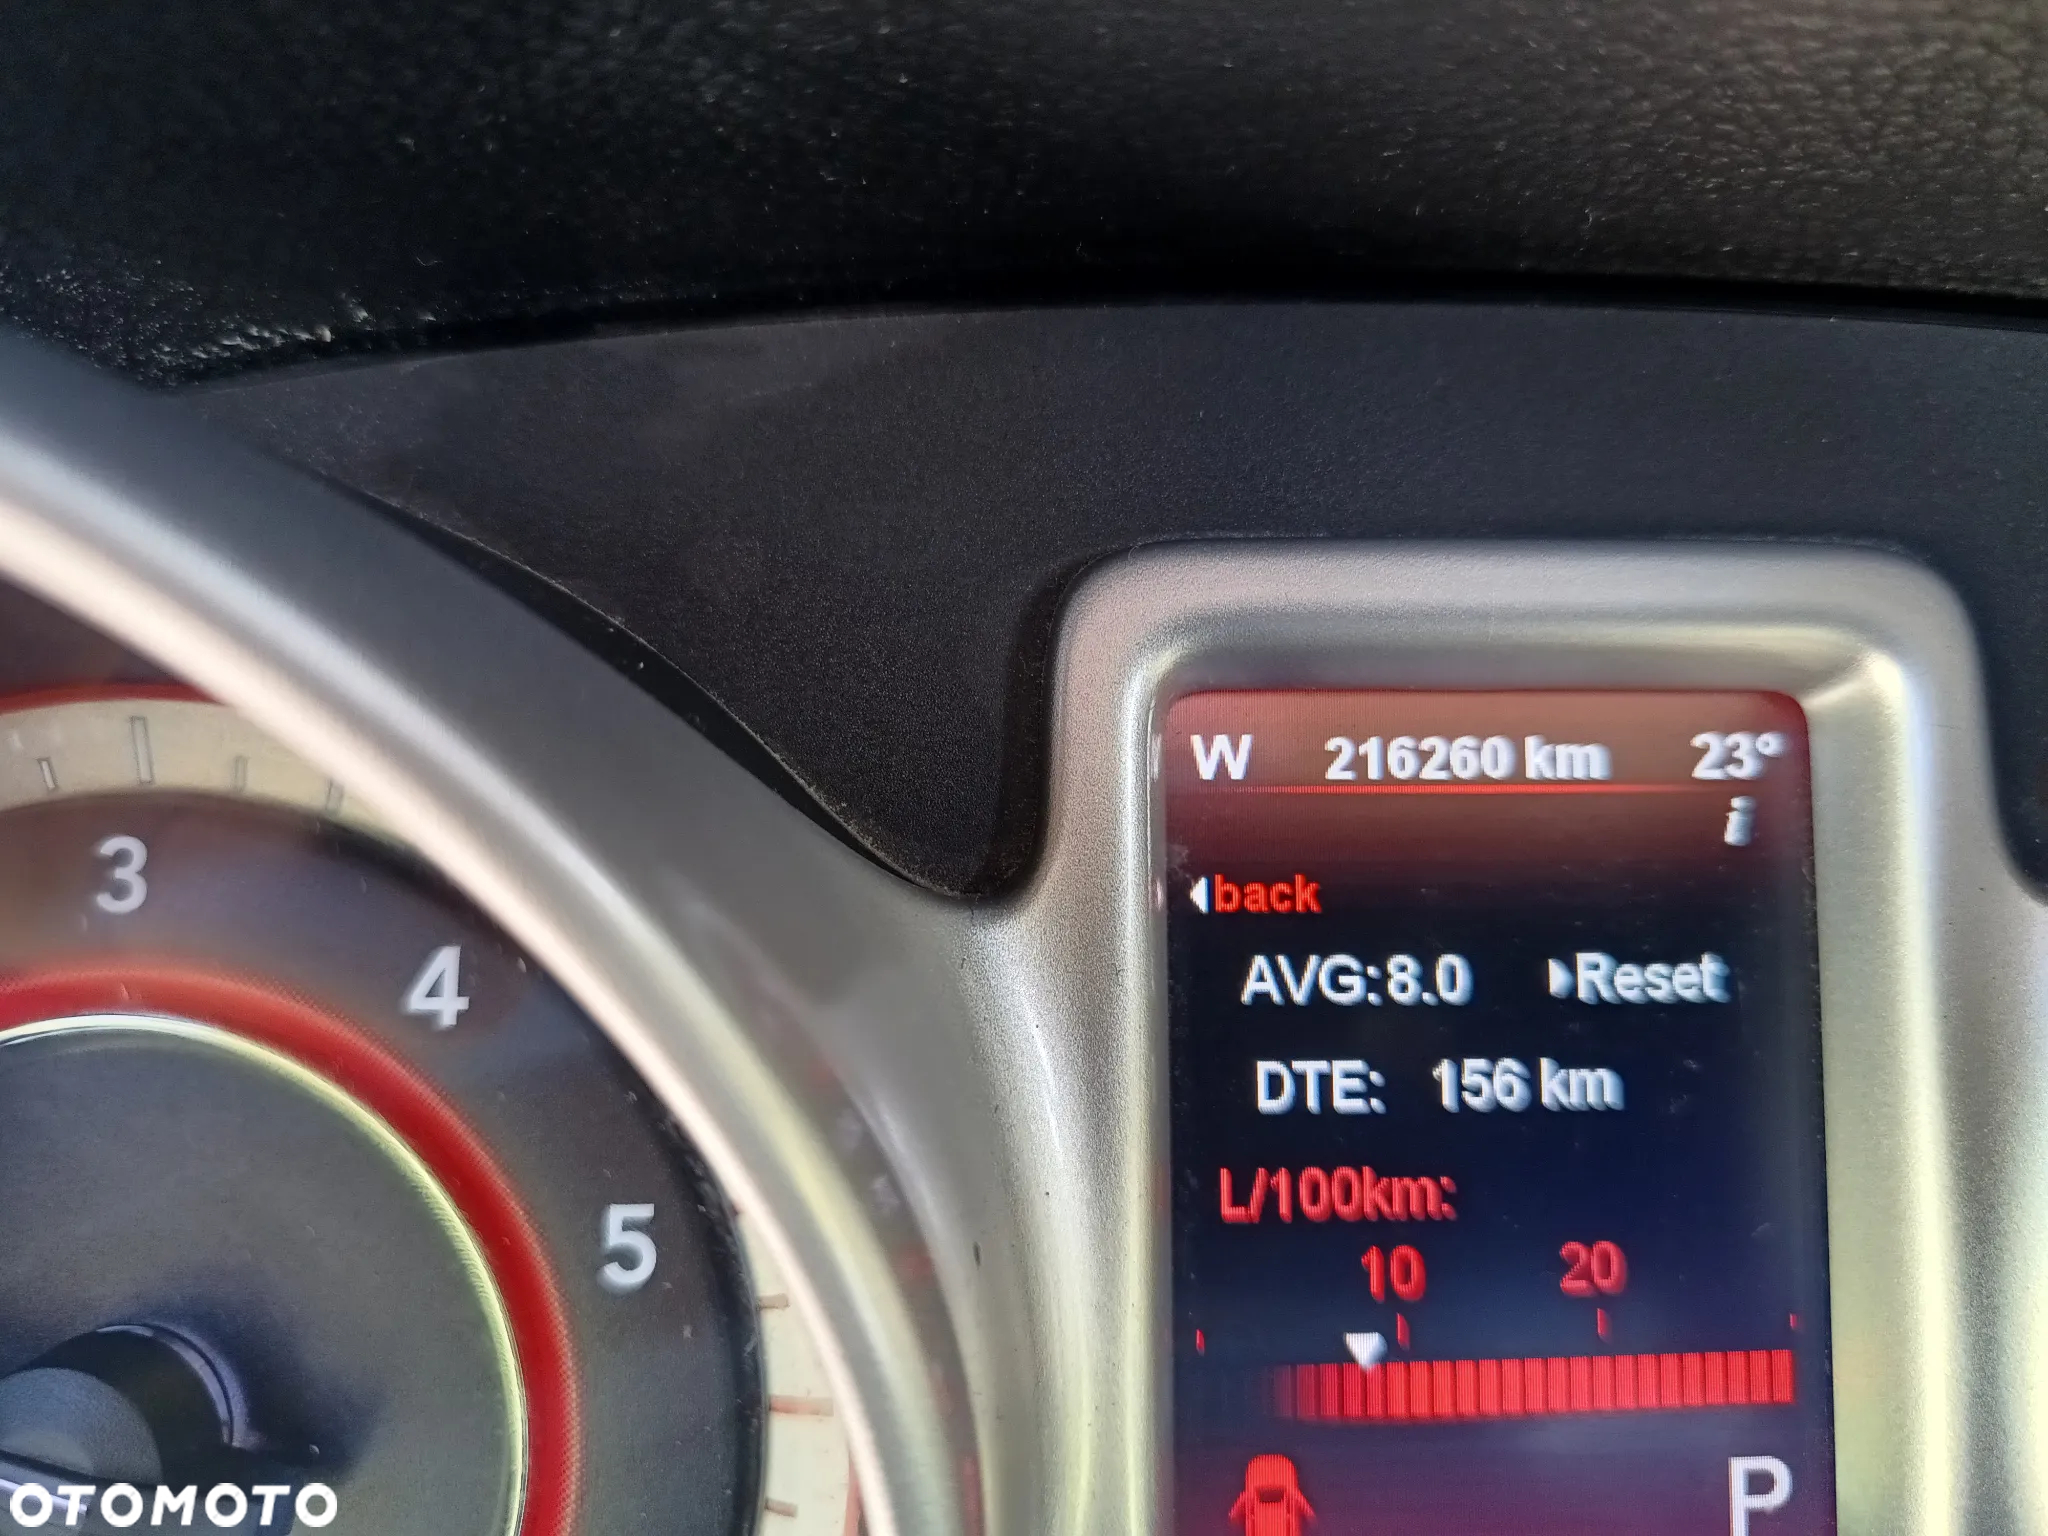 W 216260 km 23°
i
back
AVG:8.0 Reset
DTE: 156 km
L/100km:
10 20
P
3
4
5
OTOMOTO